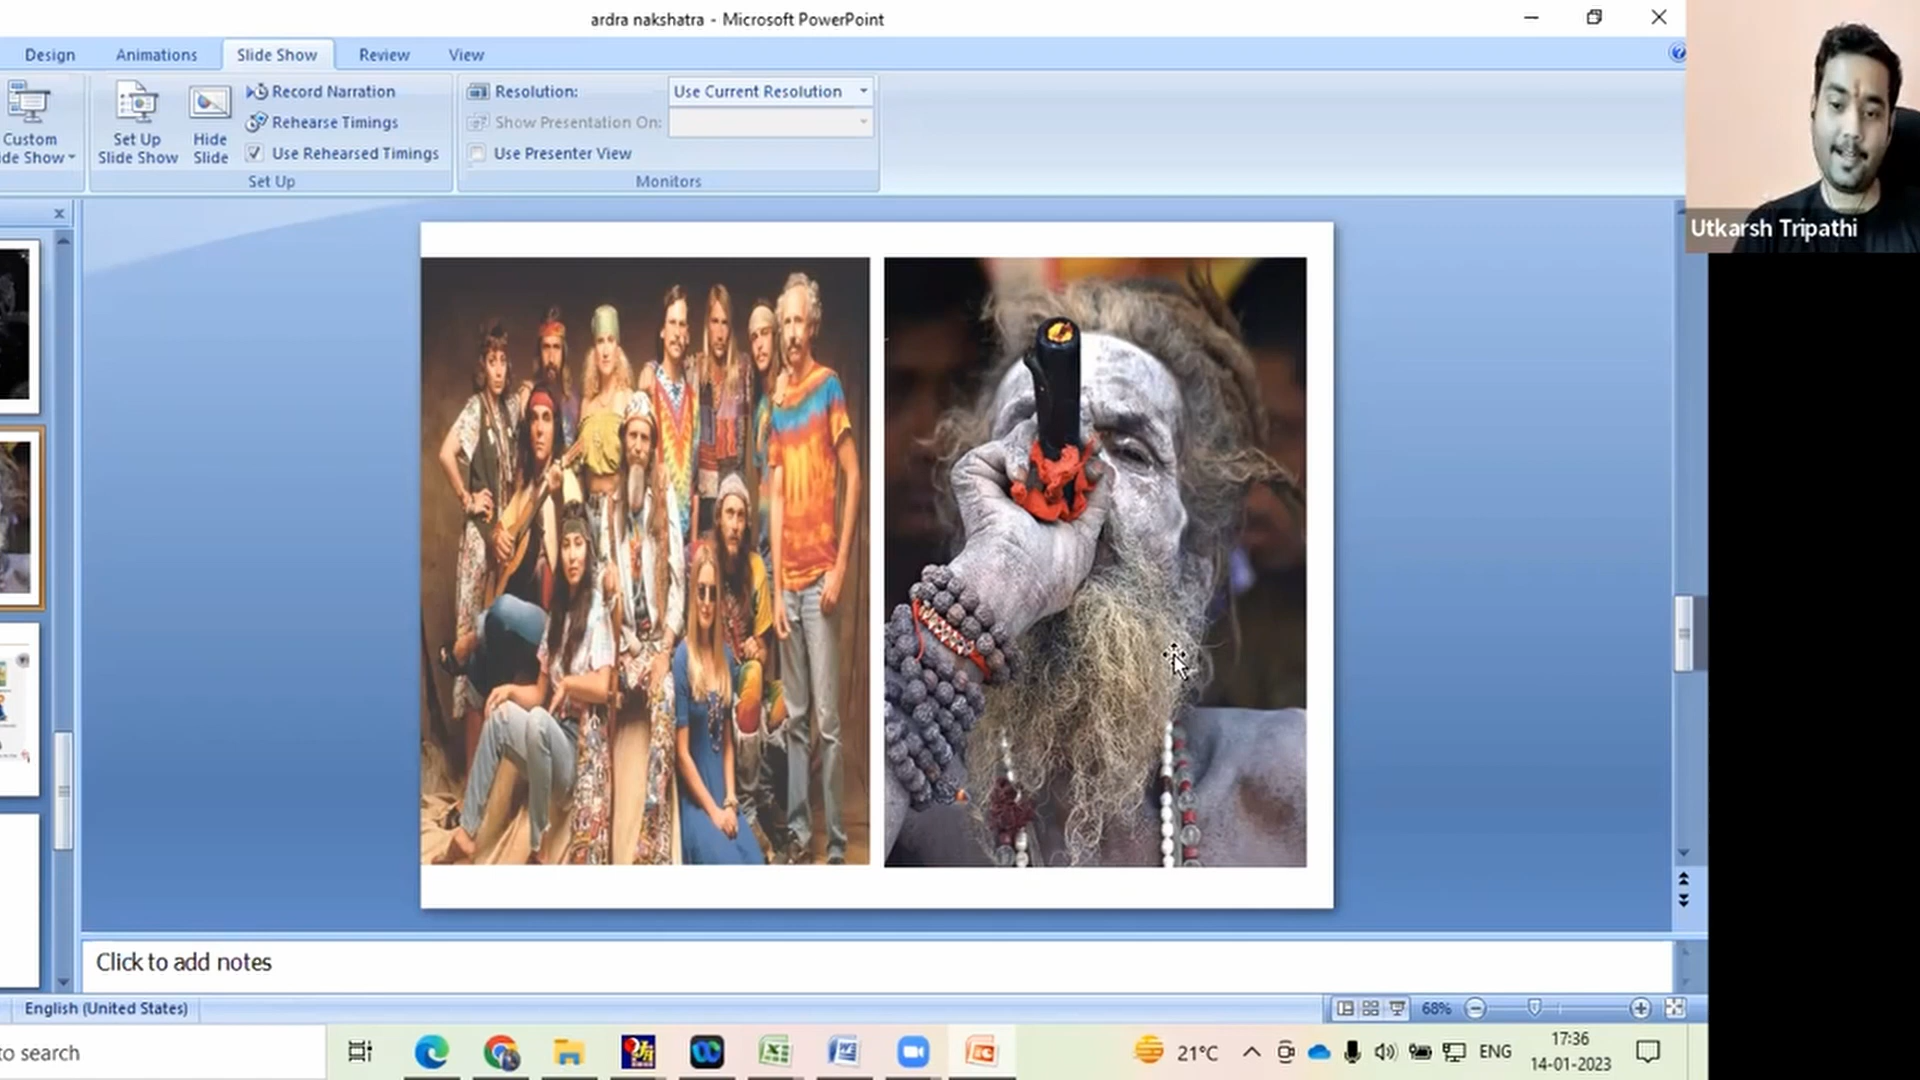 ardra nakshatra - Microsoft PowerPoint
Design Animations Slide Show Review View
Custom
de Show
Set Up
Slide Show
Hide
Slide
Record Narration
Rehearse Timings
Use Rehearsed Timings
Set Up
Resolution:
Use Current Resolution
Show Presentation On:
Use Presenter View
Monitors
Utkarsh Tripathi
Click to add notes
English (United States)
68%
to search
21°C
ENG
17:36
14-01-2023